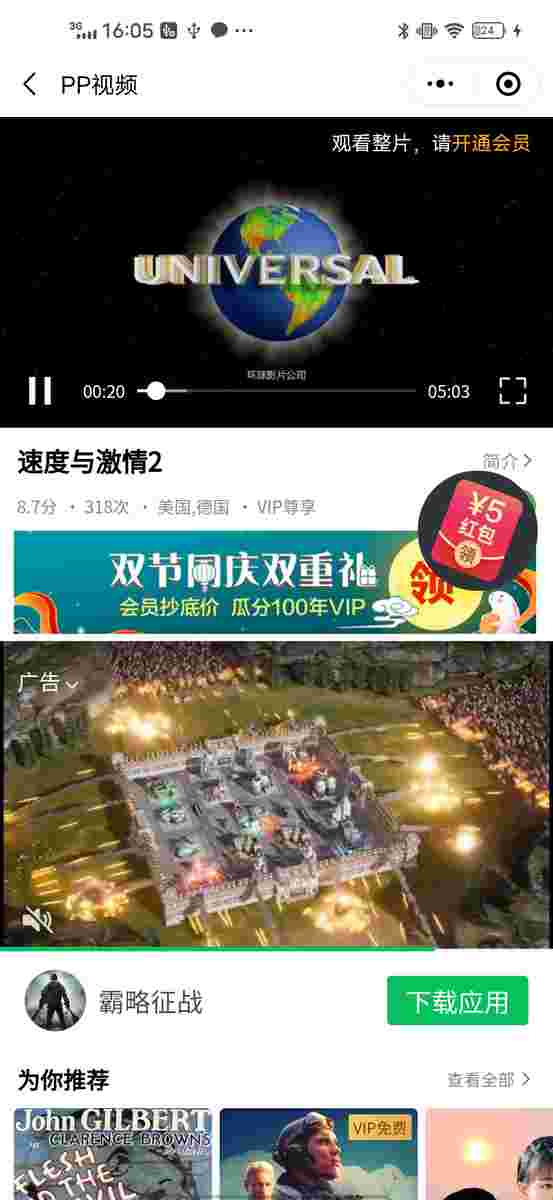 3G 16:05 24
PP视频
观看整片，请开通会员
UNIVERSAL
环球影片公司
00:20 05:03
速度与激情2
简介
8.7分 · 318次 · 美国,德国 · VIP尊享
¥5
红包
领
双节同庆双重礼
会员抄底价 瓜分100年VIP
领
广告
霸略征战
下载应用
为你推荐
查看全部
John GILBERT
CLARENCE BROWNS
FLESH
AND THE
VIP免费